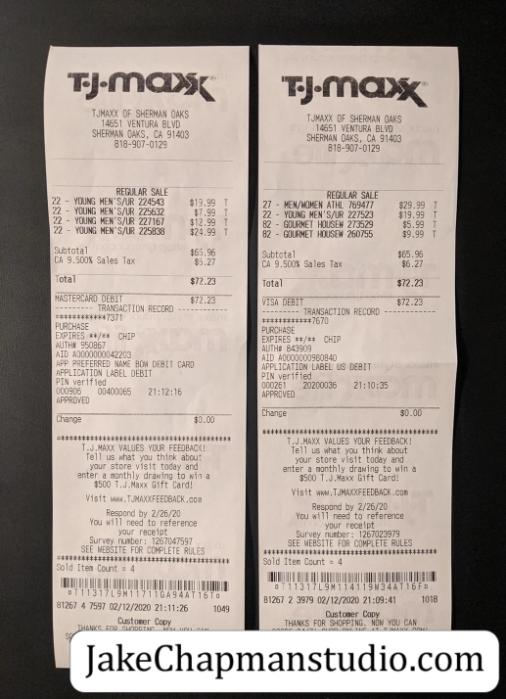 T·J·maxx
TJMAXX OF SHERMAN OAKS
14651 VENTURA BLVD
SHERMAN OAKS, CA 91403
818-907-0129
REGULAR SALE
22 - YOUNG MEN'S/UR 224543 $19.99 T
22 - YOUNG MEN'S/UR 225632 $7.99 T
22 - YOUNG MEN'S/UR 227167 $12.99 T
22 - YOUNG MEN'S/UR 225838 $24.99 T
Subtotal $65.96
CA 9.500% Sales Tax $6.27
Total $72.23
MASTERCARD DEBIT $72.23
---------- TRANSACTION RECORD ----------
************7371
PURCHASE
EXPIRES **/** CHIP
AUTH# 950867
AID A0000000042203
APP PREFERRED NAME BOW DEBIT CARD
APPLICATION LABEL DEBIT
PIN verified
000906 00400065 21:12:16
APPROVED
Change $0.00
T.J.MAXX VALUES YOUR FEEDBACK!
Tell us what you think about
your store visit today and
enter a monthly drawing to win a
$500 T.J.Maxx Gift Card!
Visit www.TJMAXXFEEDBACK.com
Respond by 2/26/20
You will need to reference
your receipt
Survey number: 1267047597
SEE WEBSITE FOR COMPLETE RULES
Sold Item Count = 4
81267 4 7597 02/12/2020 21:11:26 1049
Customer Copy
THANKS FOR SHOPPING. NOW YOU CAN
T·J·maxx
TJMAXX OF SHERMAN OAKS
14651 VENTURA BLVD
SHERMAN OAKS, CA 91403
818-907-0129
REGULAR SALE
27 - MEN/WOMEN ATHL 769477 $29.99 T
22 - YOUNG MEN'S/UR 227523 $19.99 T
82 - GOURMET HOUSEW 273529 $5.99 T
82 - GOURMET HOUSEW 260755 $9.99 T
Subtotal $65.96
CA 9.500% Sales Tax $6.27
Total $72.23
VISA DEBIT $72.23
---------- TRANSACTION RECORD ----------
************7670
PURCHASE
EXPIRES **/** CHIP
AUTH# 843909
AID A0000000980840
APPLICATION LABEL US DEBIT
PIN verified
000261 20200036 21:10:35
APPROVED
Change $0.00
T.J.MAXX VALUES YOUR FEEDBACK!
Tell us what you think about
your store visit today and
enter a monthly drawing to win a
$500 T.J.Maxx Gift Card!
Visit www.TJMAXXFEEDBACK.com
Respond by 2/26/20
You will need to reference
your receipt
Survey number: 1267023979
SEE WEBSITE FOR COMPLETE RULES
Sold Item Count = 4
81267 2 3979 02/12/2020 21:09:41 1018
Customer Copy
THANKS FOR SHOPPING. NOW YOU CAN
JakeChapmanstudio.com